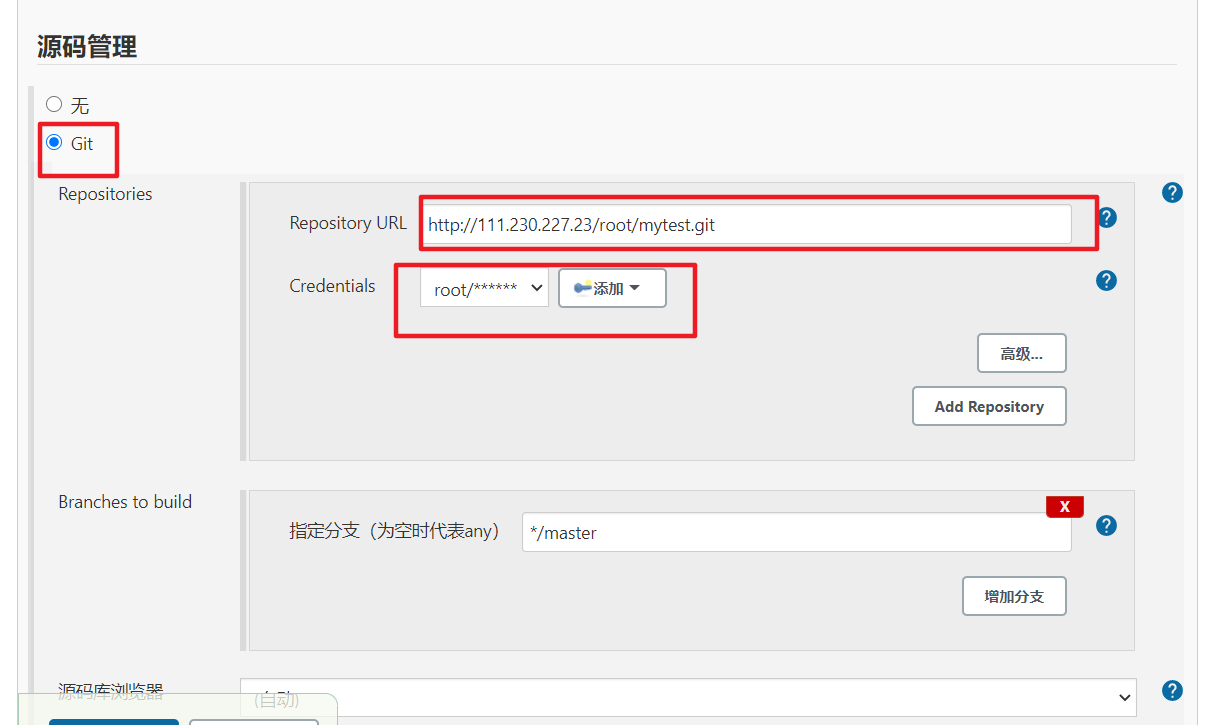 源码管理
无
Git
Repositories
Repository URL http://111.230.227.23/root/mytest.git
Credentials root/****** 添加
高级...
Add Repository
Branches to build
X
指定分支（为空时代表any） */master
增加分支
源码库浏览器 (自动)